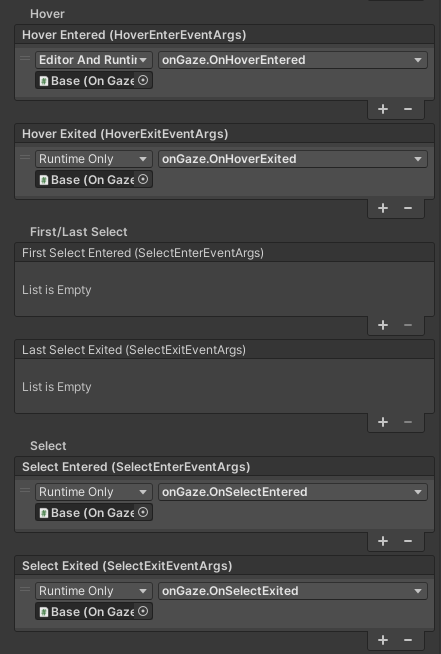 Hover
Hover Entered (HoverEnterEventArgs)
Editor And Runtin onGaze.OnHoverEntered
Base (On Gaze
Hover Exited (HoverExitEventArgs)
Runtime Only onGaze.OnHoverExited
Base (On Gaze
First/Last Select
First Select Entered (SelectEnterEventArgs)
List is Empty
Last Select Exited (SelectExitEventArgs)
List is Empty
Select
Select Entered (SelectEnterEventArgs)
Runtime Only onGaze.OnSelectEntered
Base (On Gaze
Select Exited (SelectExitEventArgs)
Runtime Only onGaze.OnSelectExited
Base (On Gaze